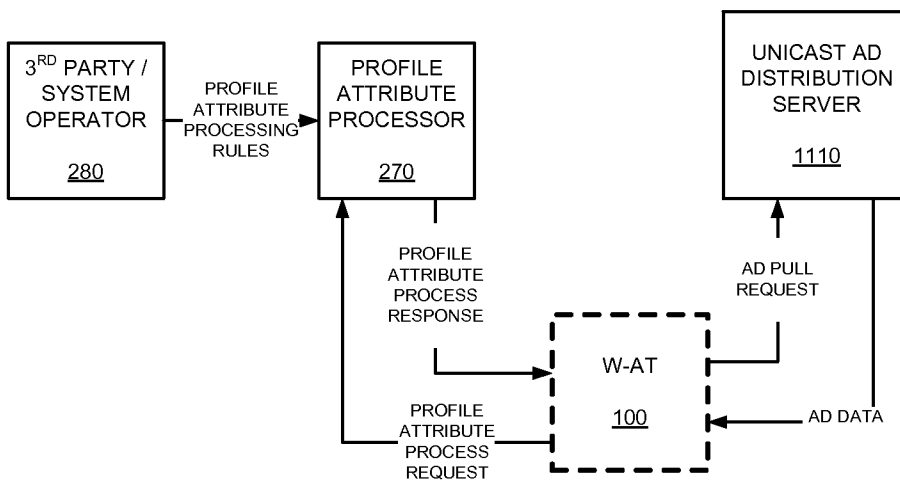 3RD PARTY /
SYSTEM
OPERATOR
280
PROFILE
ATTRIBUTE
PROCESSING
RULES
PROFILE
ATTRIBUTE
PROCESSOR
270
UNICAST AD
DISTRIBUTION
SERVER
1110
PROFILE
ATTRIBUTE
PROCESS
RESPONSE
AD PULL
REQUEST
W-AT
100
PROFILE
ATTRIBUTE
PROCESS
REQUEST
AD DATA